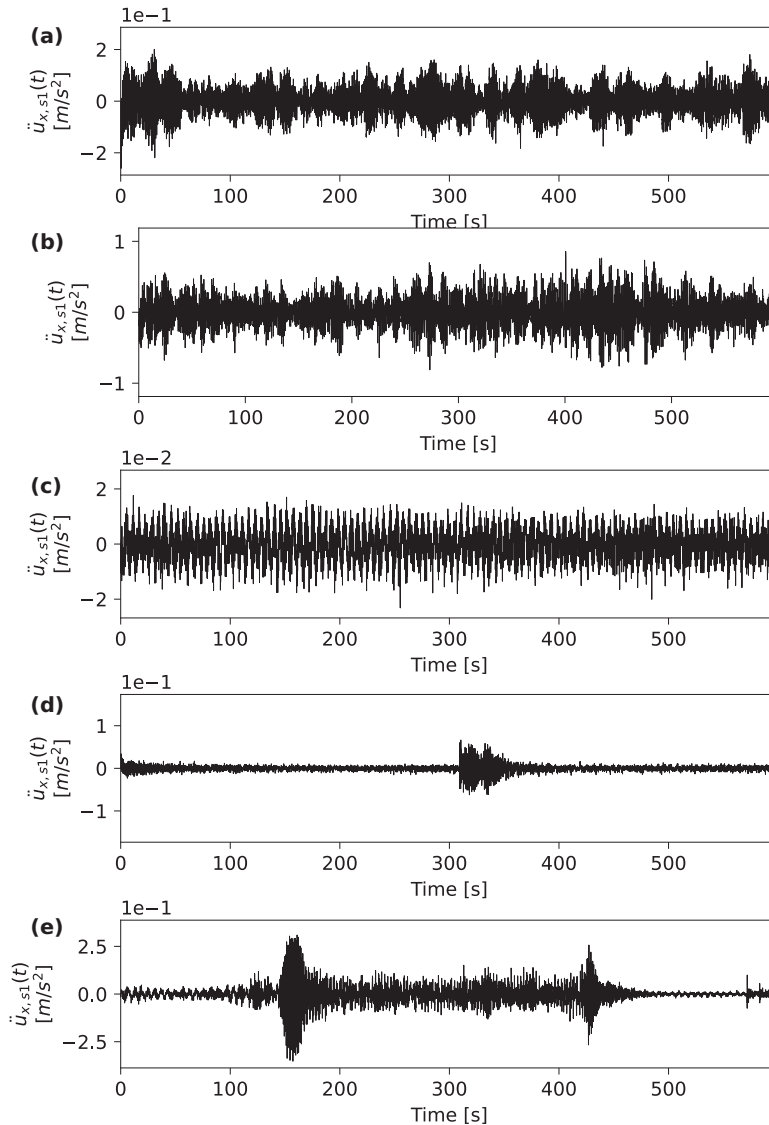 1e−1
(a)
2
0
−2
ü_{x,s1}(t)
[m/s²]
0 100 200 300 400 500
Time [s]
(b)
1
0
−1
ü_{x,s1}(t)
[m/s²]
0 100 200 300 400 500
Time [s]
1e−2
(c)
2
0
−2
ü_{x,s1}(t)
[m/s²]
0 100 200 300 400 500
Time [s]
1e−1
(d)
1
0
−1
ü_{x,s1}(t)
[m/s²]
0 100 200 300 400 500
Time [s]
1e−1
(e)
2.5
0.0
−2.5
ü_{x,s1}(t)
[m/s²]
0 100 200 300 400 500
Time [s]